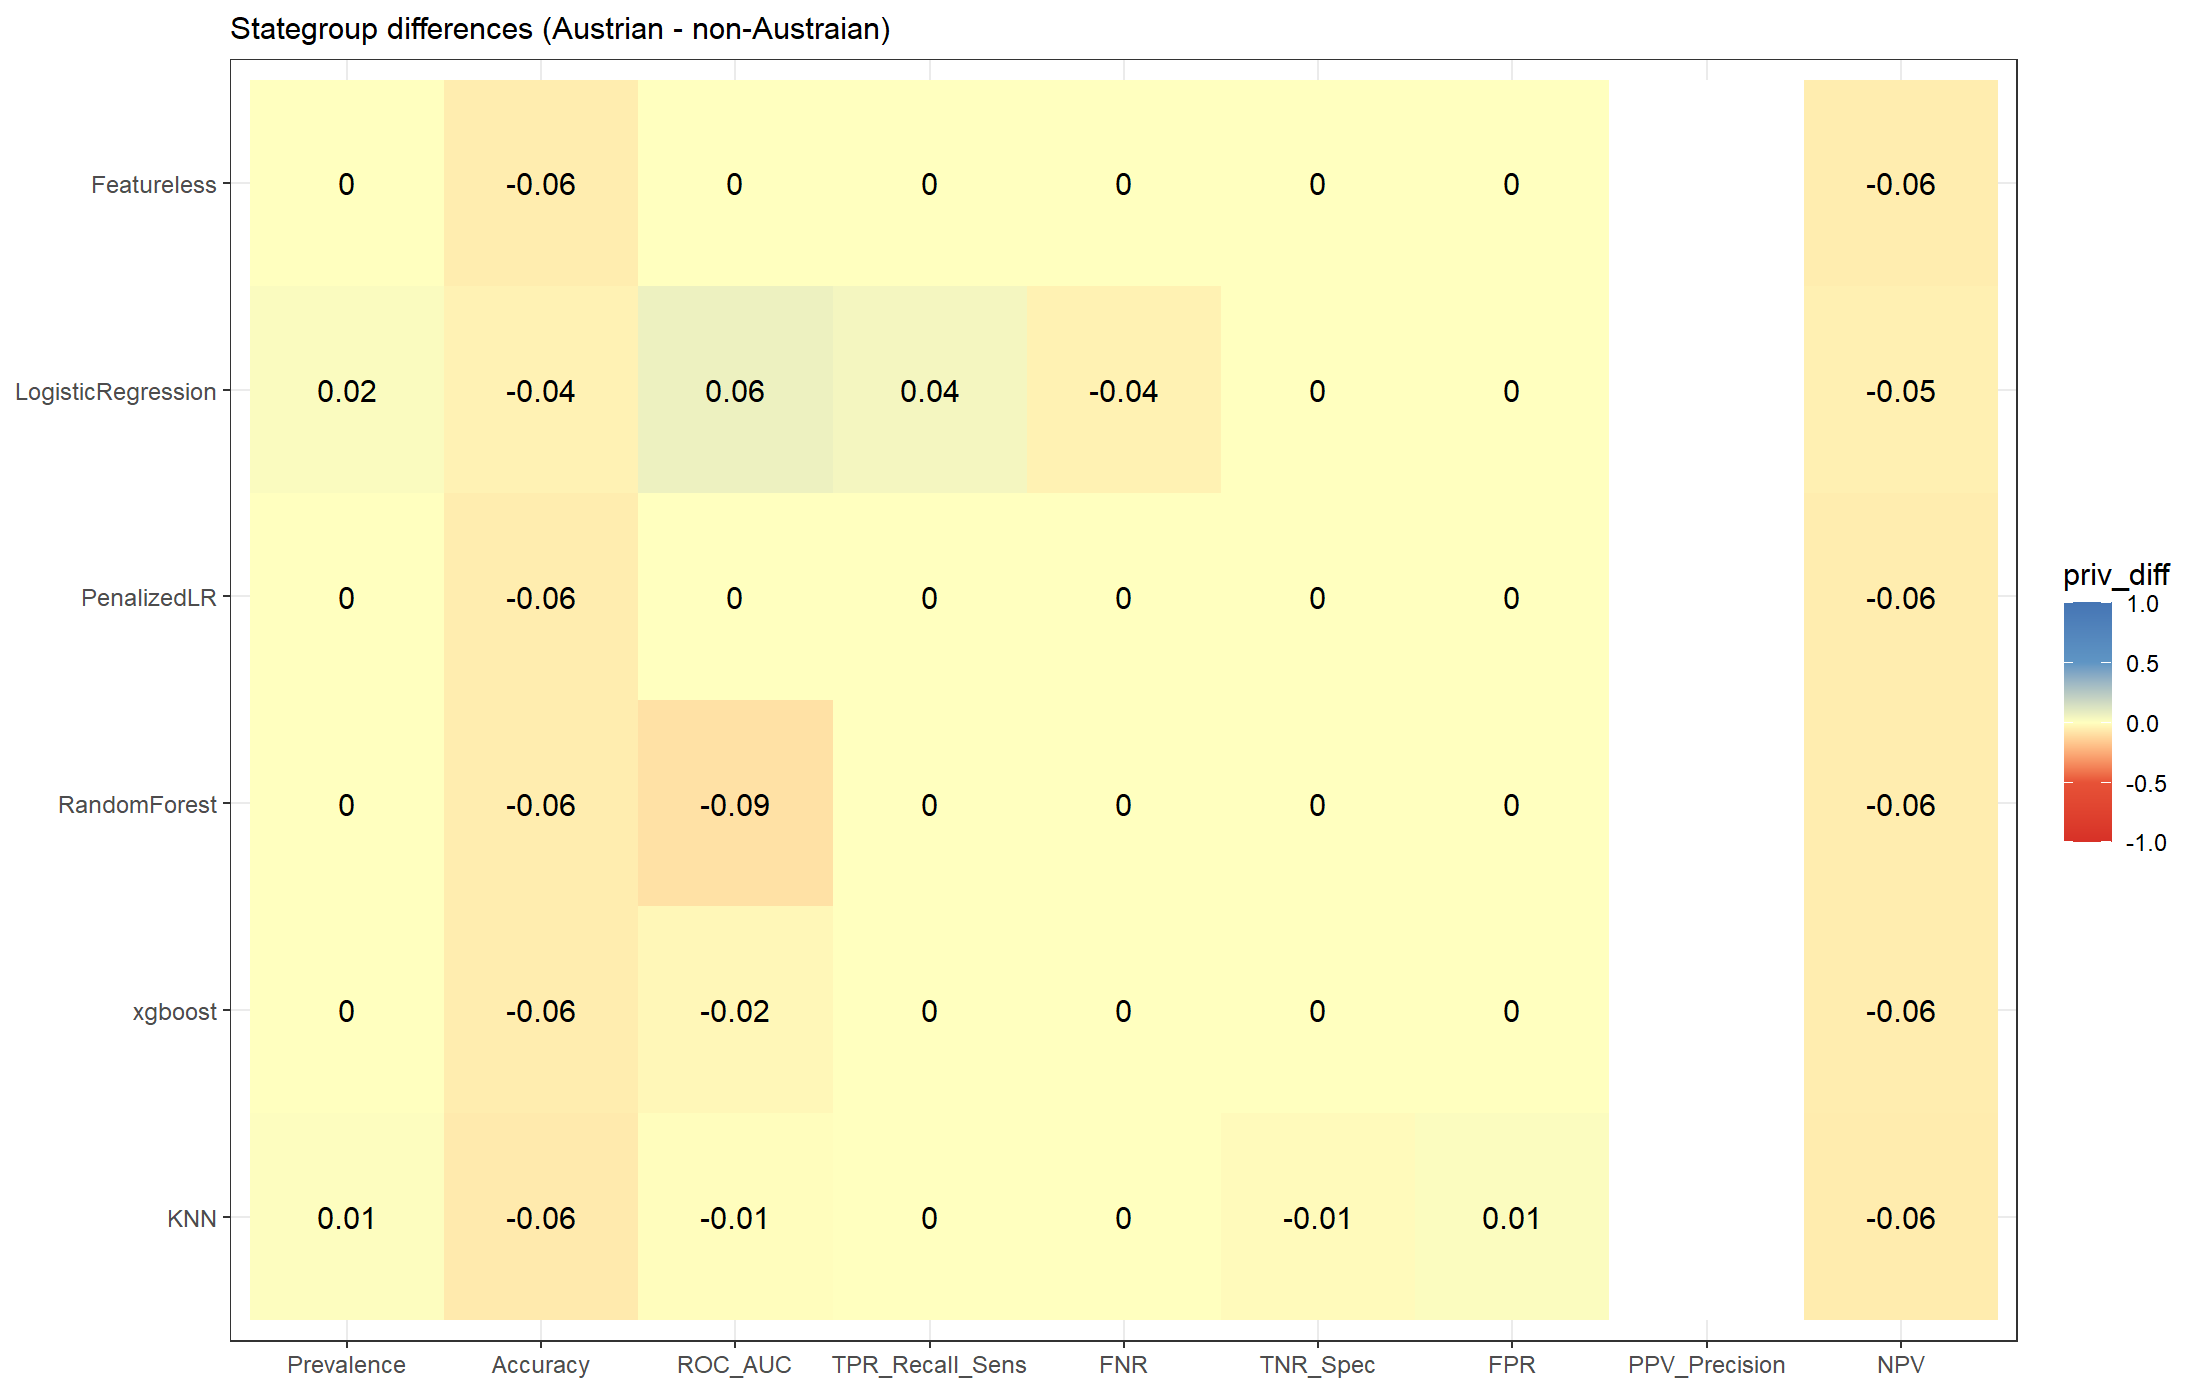 Stategroup differences (Austrian - non-Austraian)
Featureless 0 -0.06 0 0 0 0 0 -0.06
LogisticRegression 0.02 -0.04 0.06 0.04 -0.04 0 0 -0.05
PenalizedLR 0 -0.06 0 0 0 0 0 -0.06
RandomForest 0 -0.06 -0.09 0 0 0 0 -0.06
xgboost 0 -0.06 -0.02 0 0 0 0 -0.06
KNN 0.01 -0.06 -0.01 0 0 -0.01 0.01 -0.06
Prevalence Accuracy ROC_AUC TPR_Recall_Sens FNR TNR_Spec FPR PPV_Precision NPV
priv_diff
1.0
0.5
0.0
-0.5
-1.0